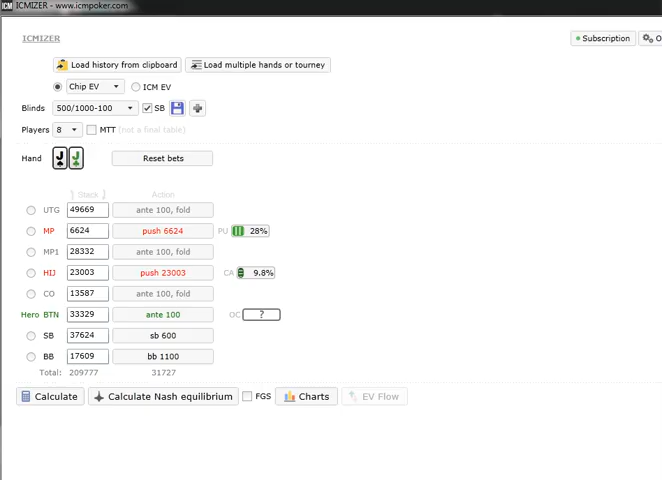 ICM ICMIZER - www.icmpoker.com
ICMIZER
Subscription O
Load history from clipboard Load multiple hands or tourney
Chip EV ICM EV
Blinds 500/1000-100 SB
Players 8 MTT (not a final table)
Hand J J Reset bets
Stack Action
UTG 49669 ante 100, fold
MP 6624 push 6624 PU 28%
MP1 28332 ante 100, fold
HIJ 23003 push 23003 CA 9.8%
CO 13587 ante 100, fold
Hero BTN 33329 ante 100 OC ?
SB 37624 sb 600
BB 17609 bb 1100
Total: 209777 31727
Calculate Calculate Nash equilibrium FGS Charts EV Flow